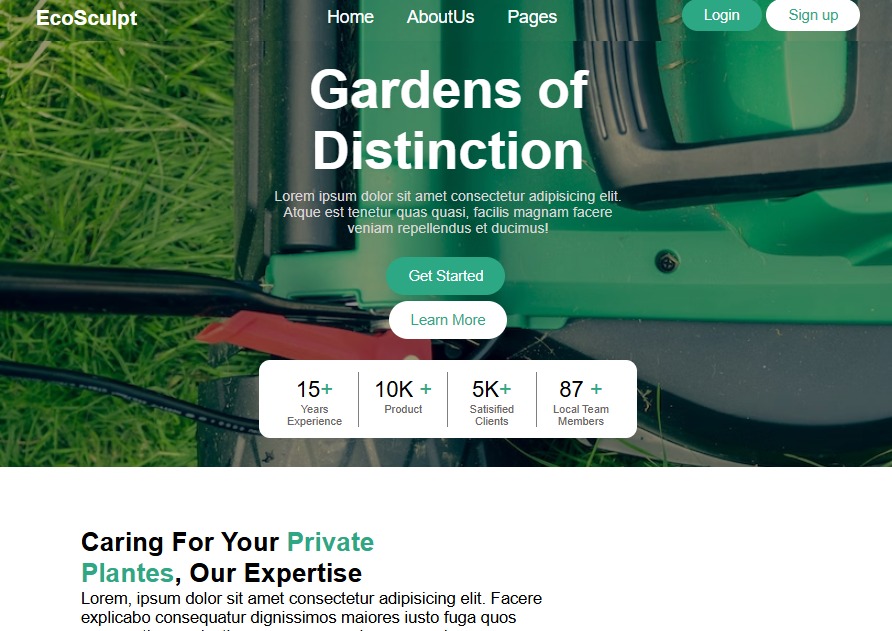 EcoSculpt Home AboutUs Pages Login Sign up
Gardens of
Distinction
Lorem ipsum dolor sit amet consectetur adipisicing elit.
Atque est tenetur quas quasi, facilis magnam facere
veniam repellendus et ducimus!
Get Started
Learn More
15+ 10K + 5K+ 87 +
Years Product Satisified Local Team
Experience Clients Members
Caring For Your Private
Plantes, Our Expertise
Lorem, ipsum dolor sit amet consectetur adipisicing elit. Facere
explicabo consequatur dignissimos maiores iusto fuga quos